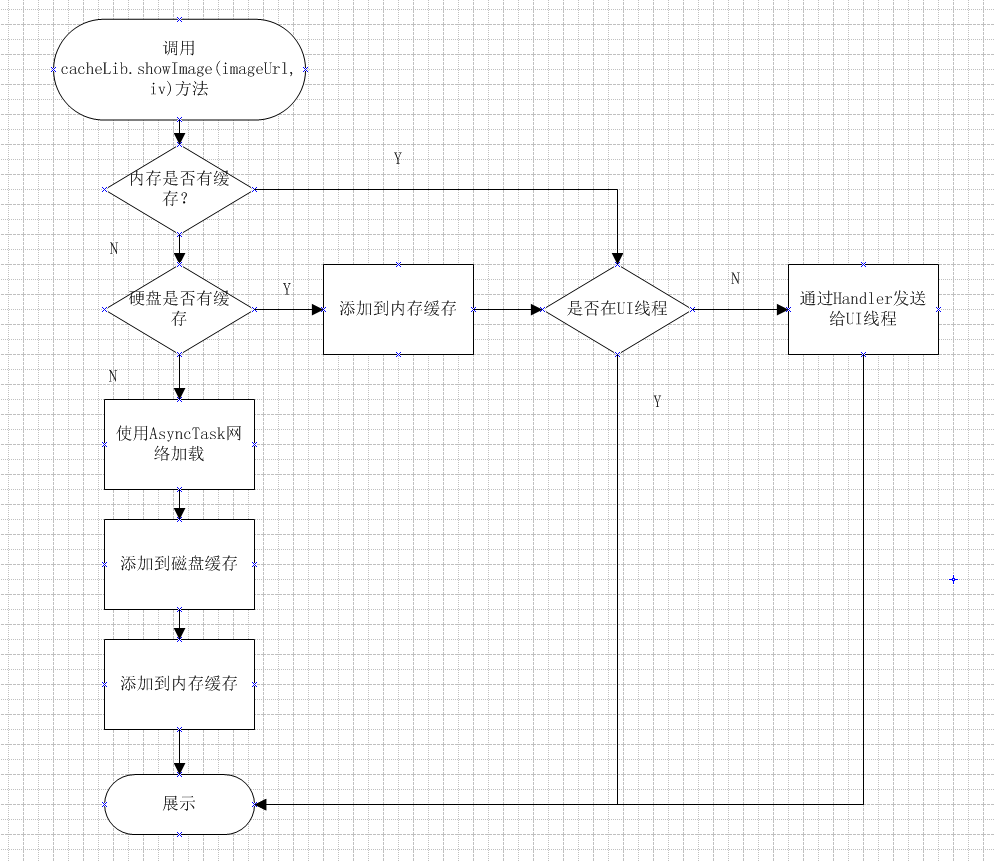 调用
cacheLib.showImage(imageUrl,
iv)方法
Y
内存是否有缓
存?
N
硬盘是否有缓
存
Y
添加到内存缓存
是否在UI线程
N
通过Handler发送
给UI线程
N
Y
使用AsyncTask网
络加载
添加到磁盘缓存
添加到内存缓存
展示